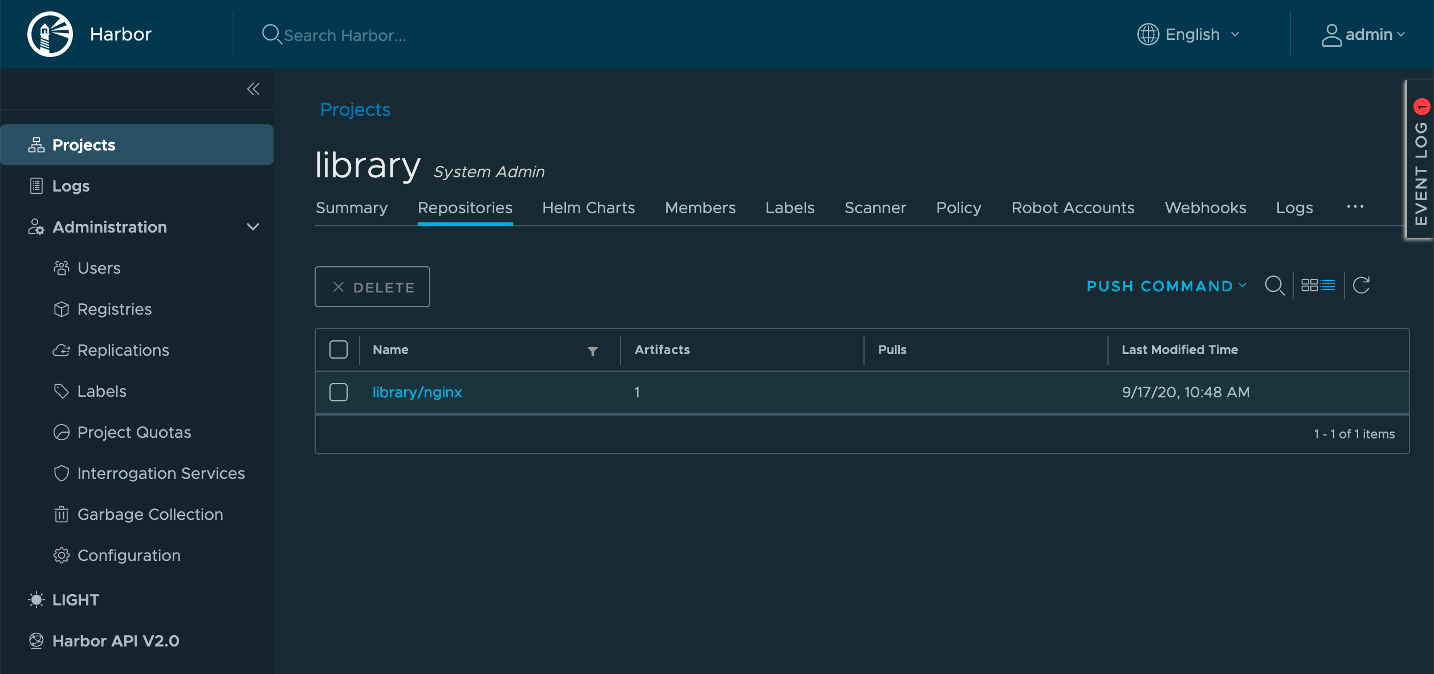 Harbor
Search Harbor...
English
admin
Projects
Logs
Administration
Users
Registries
Replications
Labels
Project Quotas
Interrogation Services
Garbage Collection
Configuration
LIGHT
Harbor API V2.0
Projects
library System Admin
Summary Repositories Helm Charts Members Labels Scanner Policy Robot Accounts Webhooks Logs ...
DELETE
PUSH COMMAND
Name Artifacts Pulls Last Modified Time
library/nginx 1 9/17/20, 10:48 AM
1 - 1 of 1 items
EVENT LOG 1